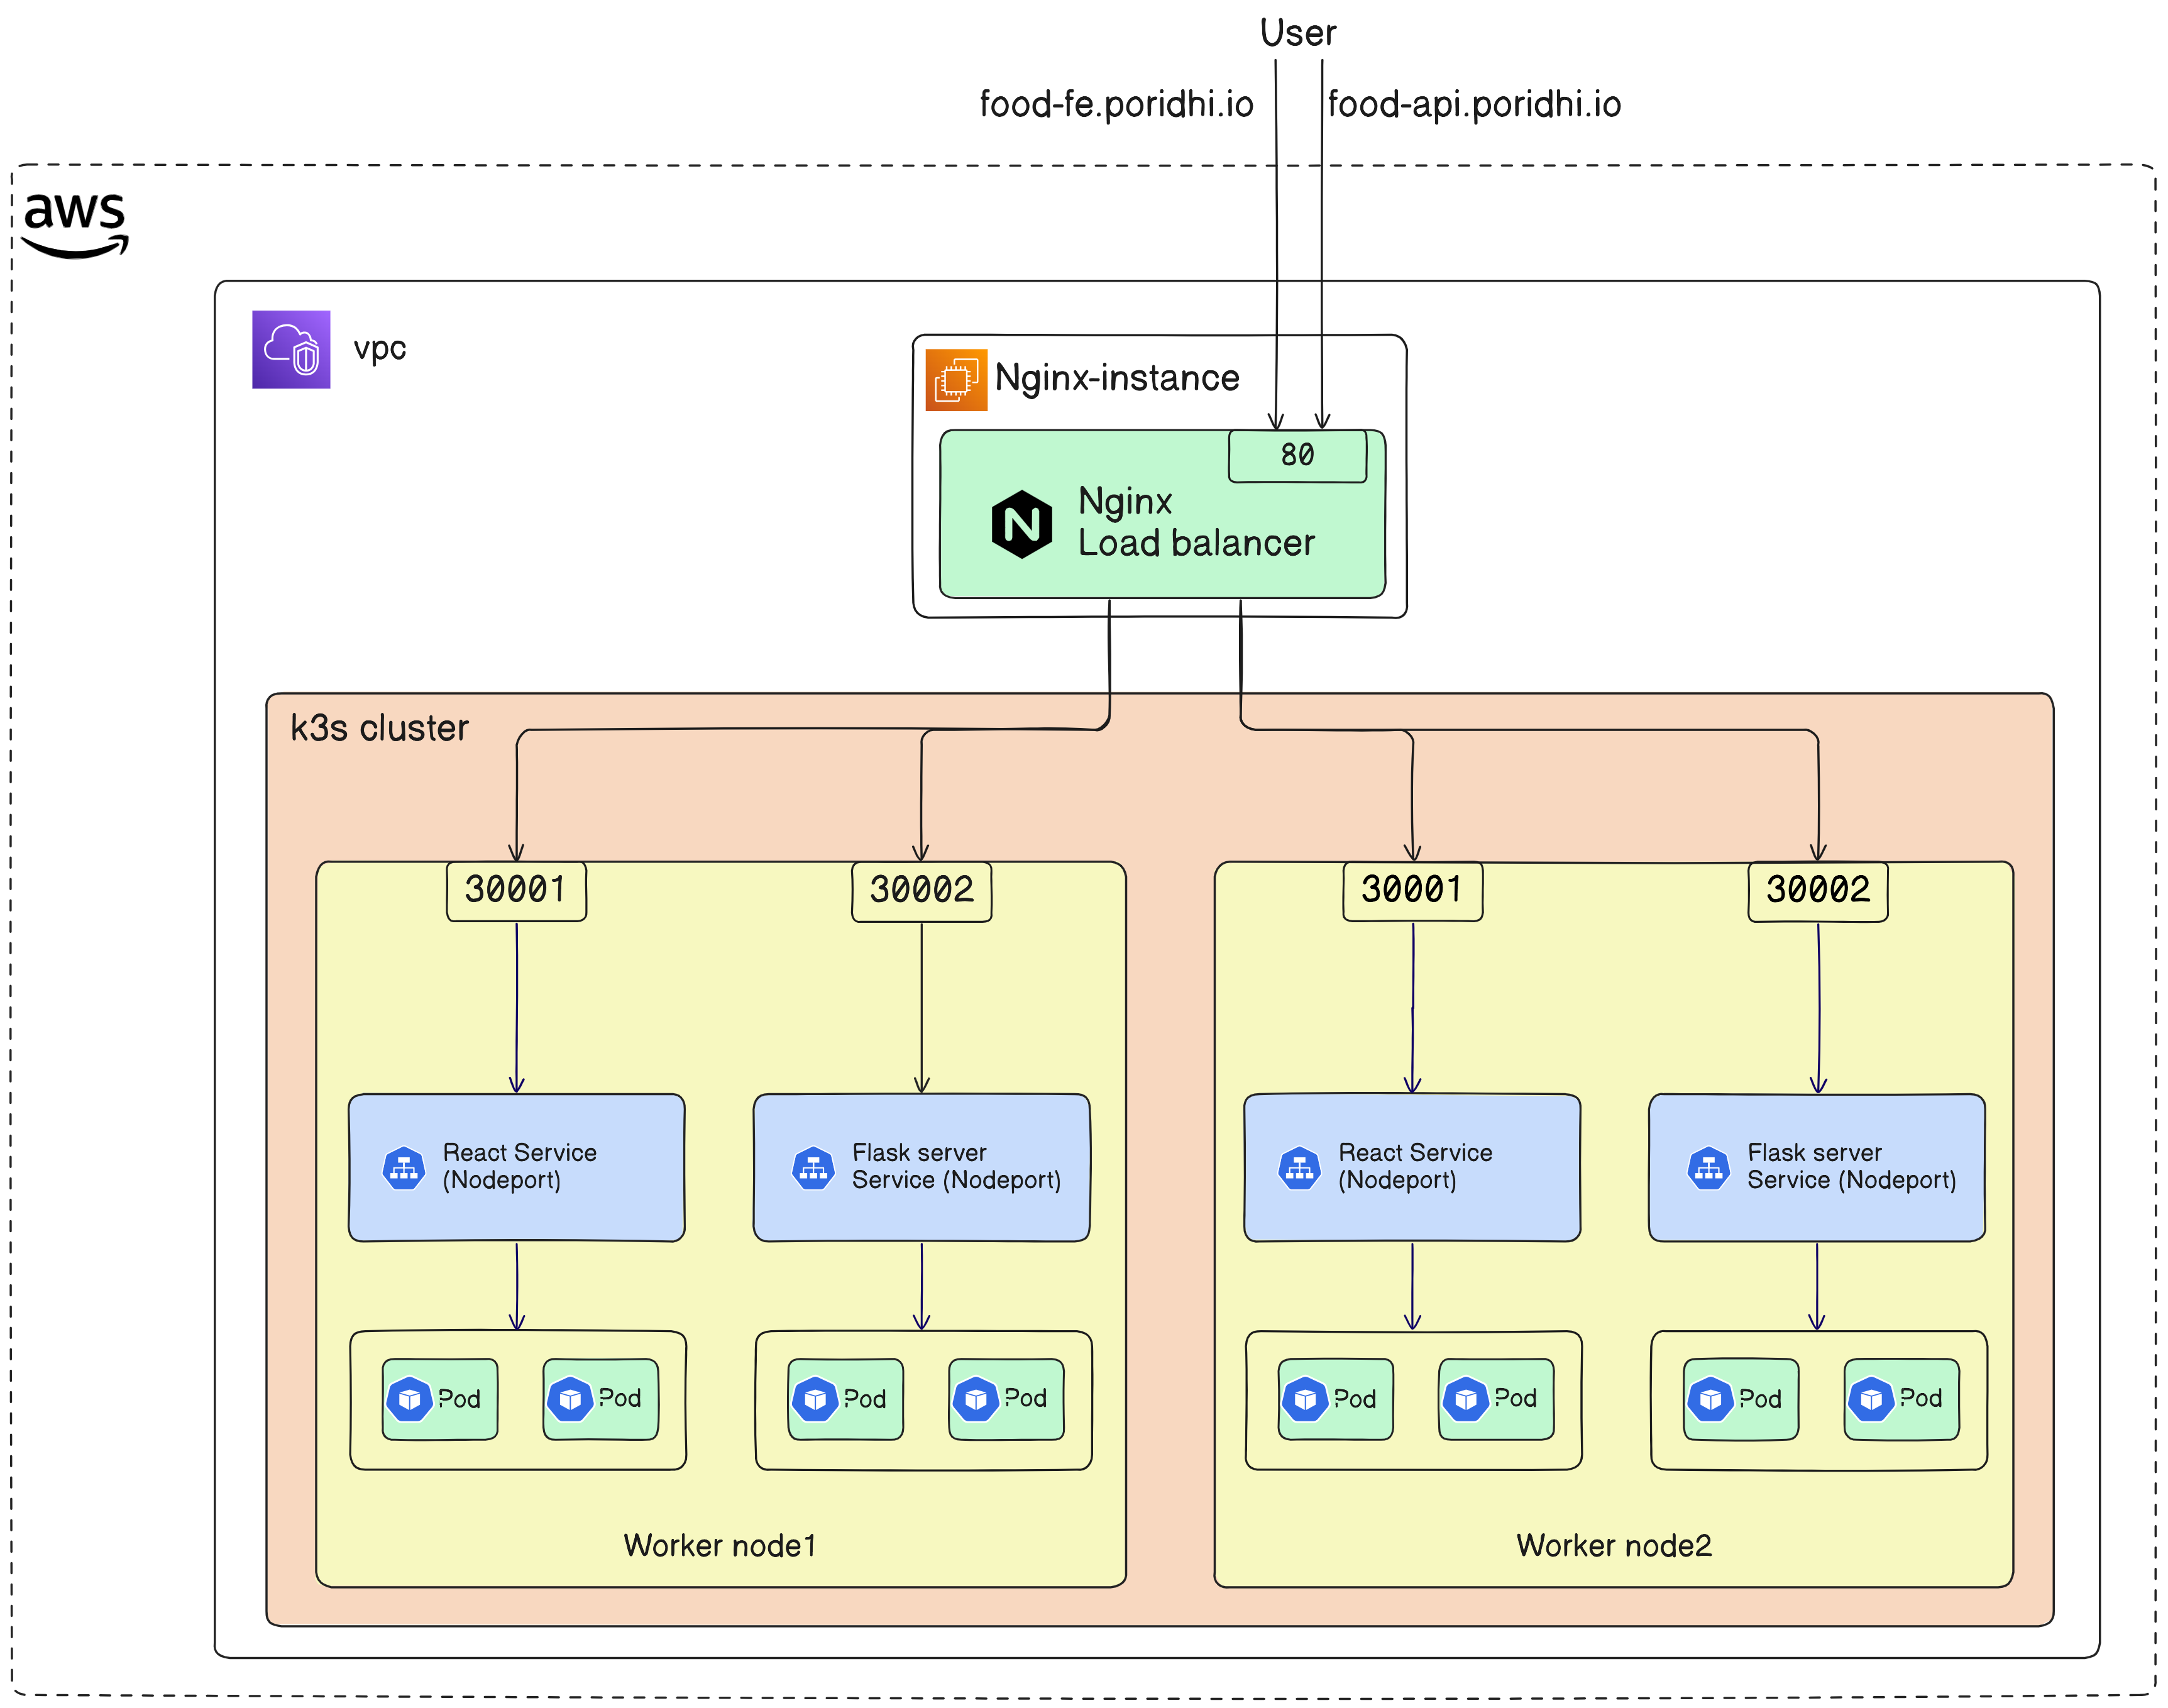 User
food-fe.poridhi.io
food-api.poridhi.io
aws
vpc
Nginx-instance
80
N
Nginx
Load balancer
k3s cluster
30001
30002
30001
30002
React Service
(Nodeport)
Flask server
Service (Nodeport)
React Service
(Nodeport)
Flask server
Service (Nodeport)
Pod
Pod
Pod
Pod
Pod
Pod
Pod
Pod
Worker node1
Worker node2